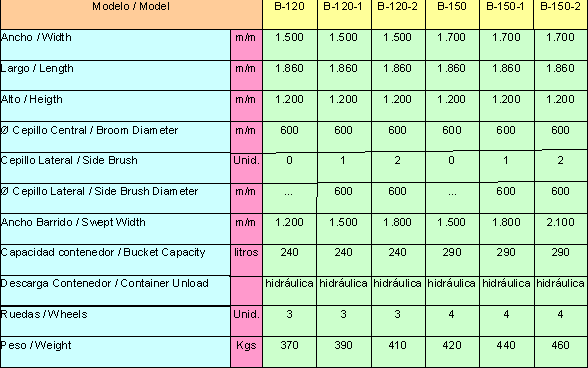 Modelo / Model B-120 B-120-1 B-120-2 B-150 B-150-1 B-150-2
Ancho / Width m/m 1.500 1.500 1.500 1.700 1.700 1.700
Largo / Length m/m 1.860 1.860 1.860 1.860 1.860 1.860
Alto / Heigth m/m 1.200 1.200 1.200 1.200 1.200 1.200
Ø Cepillo Central / Broom Diameter m/m 600 600 600 600 600 600
Cepillo Lateral / Side Brush Unid. 0 1 2 0 1 2
Ø Cepillo Lateral / Side Brush Diameter m/m ... 600 600 ... 600 600
Ancho Barrido / Swept Width m/m 1.200 1.500 1.800 1.500 1.800 2.100
Capacidad contenedor / Bucket Capacity litros 240 240 240 290 290 290
Descarga Contenedor / Container Unload hidráulica hidráulica hidráulica hidráulica hidráulica hidráulica
Ruedas / Wheels Unid. 3 3 3 4 4 4
Peso / Weight Kgs 370 390 410 420 440 460